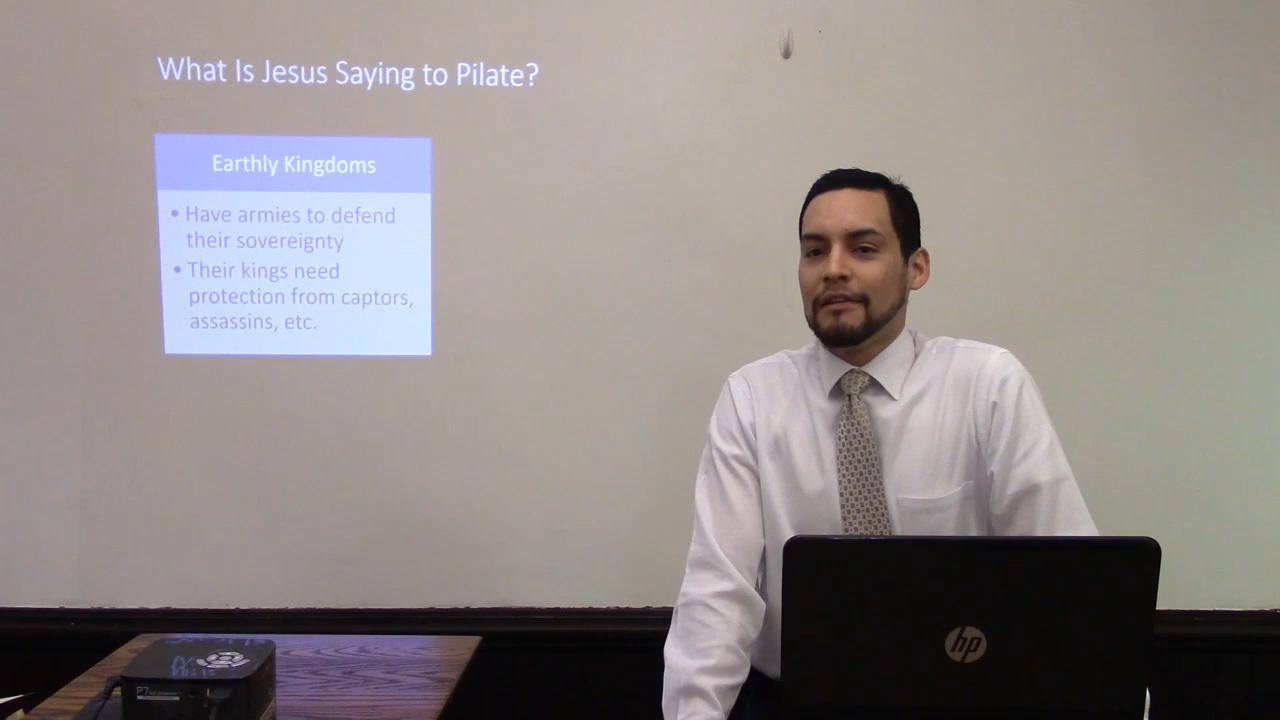 What Is Jesus Saying to Pilate?
Earthly Kingdoms
• Have armies to defend
their sovereignty
• Their kings need
protection from captors,
assassins, etc.
hp
P7